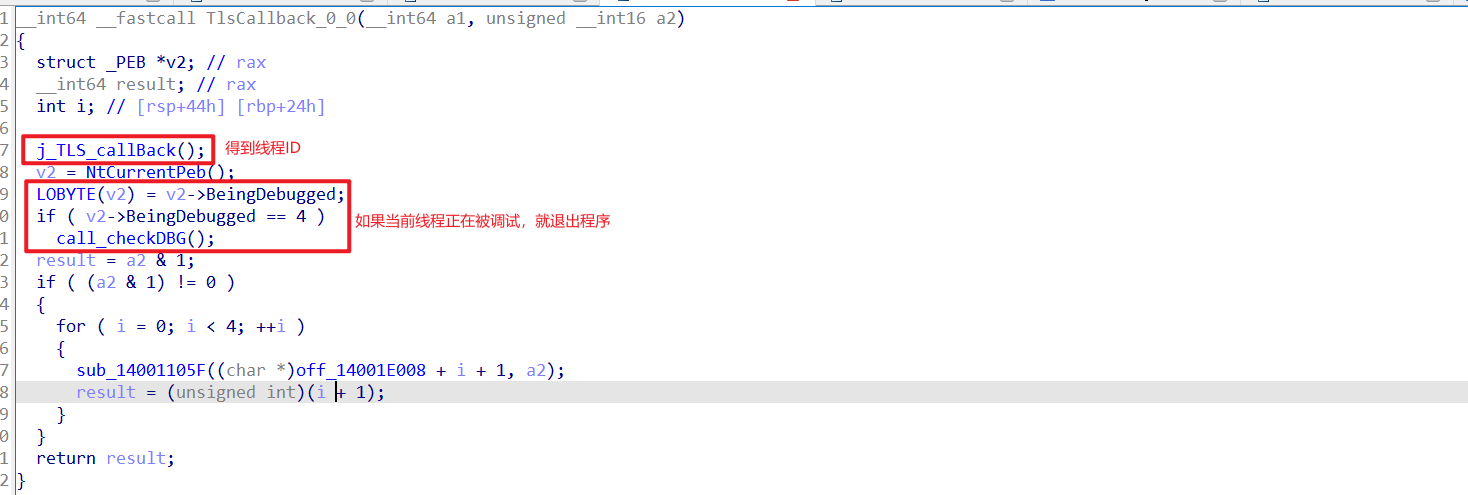 1 __int64 __fastcall TlsCallback_0_0(__int64 a1, unsigned __int16 a2)
2 {
3 struct _PEB *v2; // rax
4 __int64 result; // rax
5 int i; // [rsp+44h] [rbp+24h]
6
7 j_TLS_callBack(); 得到线程ID
8 v2 = NtCurrentPeb();
9 LOBYTE(v2) = v2->BeingDebugged;
0 if ( v2->BeingDebugged == 4 ) 如果当前线程正在被调试，就退出程序
1 call_checkDBG();
2 result = a2 & 1;
3 if ( (a2 & 1) != 0 )
4 {
5 for ( i = 0; i < 4; ++i )
6 {
7 sub_14001105F((char *)off_14001E008 + i + 1, a2);
8 result = (unsigned int)(i + 1);
9 }
0 }
1 return result;
2 }